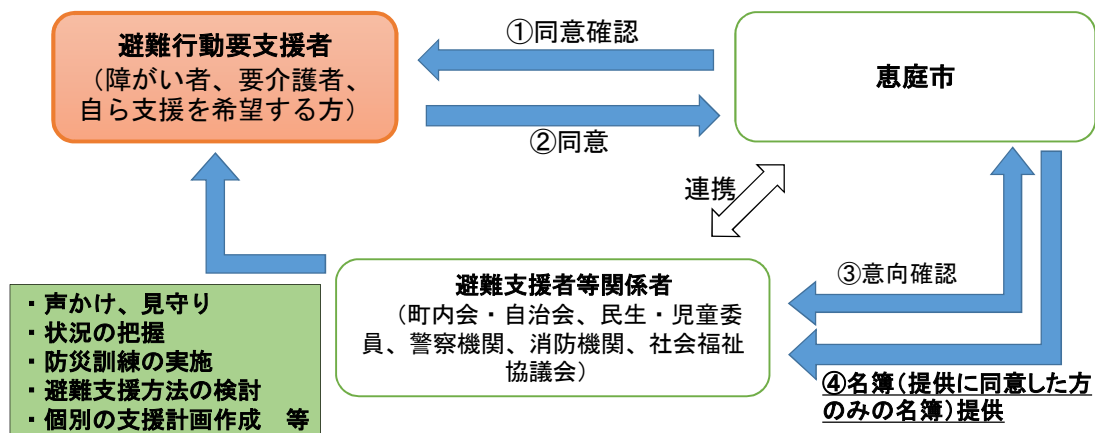 避難行動要支援者
（障がい者、要介護者、
自ら支援を希望する方）
①同意確認
②同意
恵庭市
連携
③意向確認
避難支援者等関係者
（町内会・自治会、民生・児童委
員、警察機関、消防機関、社会福祉
協議会）
④名簿（提供に同意した方
のみの名簿）提供
・声かけ、見守り
・状況の把握
・防災訓練の実施
・避難支援方法の検討
・個別の支援計画作成　等